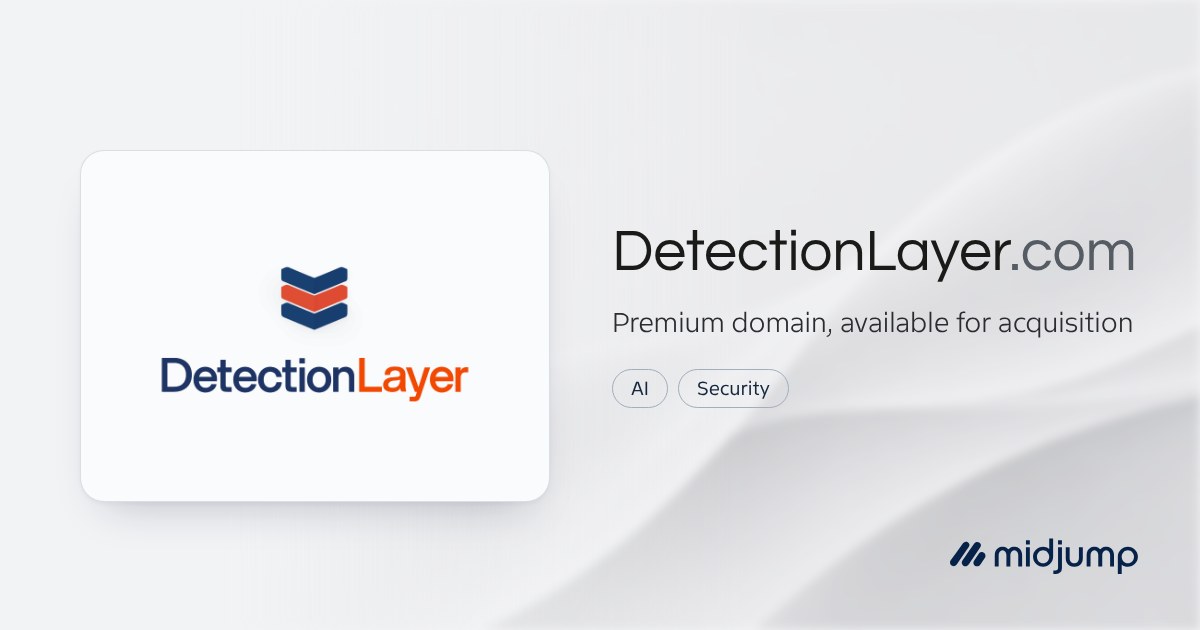 DetectionLayer
DetectionLayer.com
Premium domain, available for acquisition
AI
Security
midjump